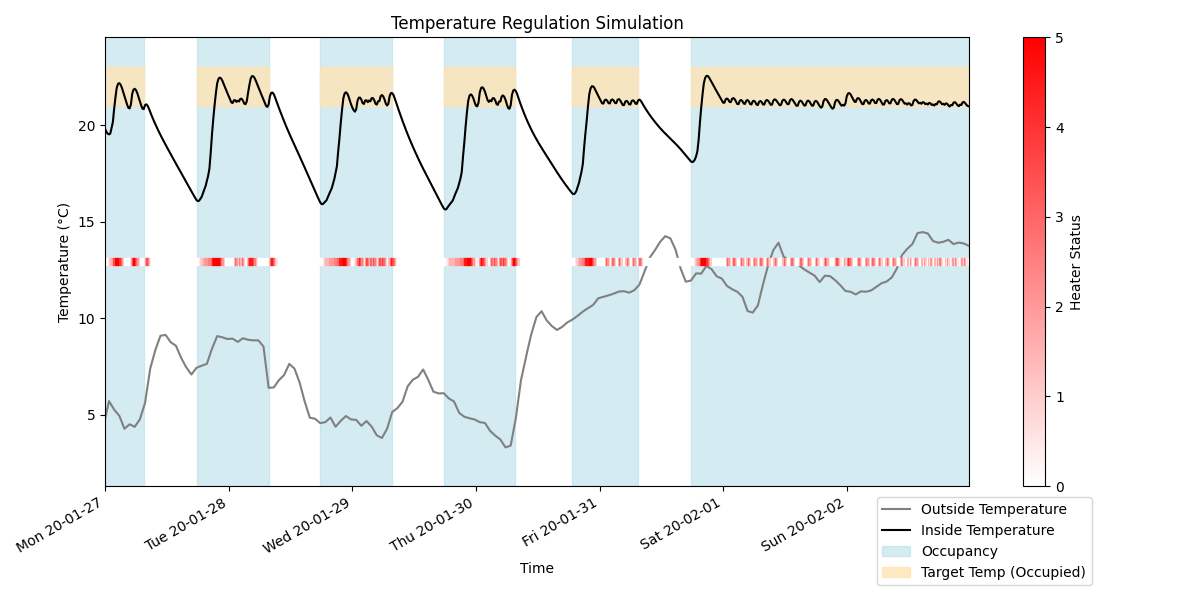 Temperature Regulation Simulation
Temperature (°C)
20
15
10
5
Mon 20-01-27
Tue 20-01-28
Wed 20-01-29
Thu 20-01-30
Fri 20-01-31
Sat 20-02-01
Sun 20-02-02
Time
5
4
3
2
1
0
Heater Status
Outside Temperature
Inside Temperature
Occupancy
Target Temp (Occupied)